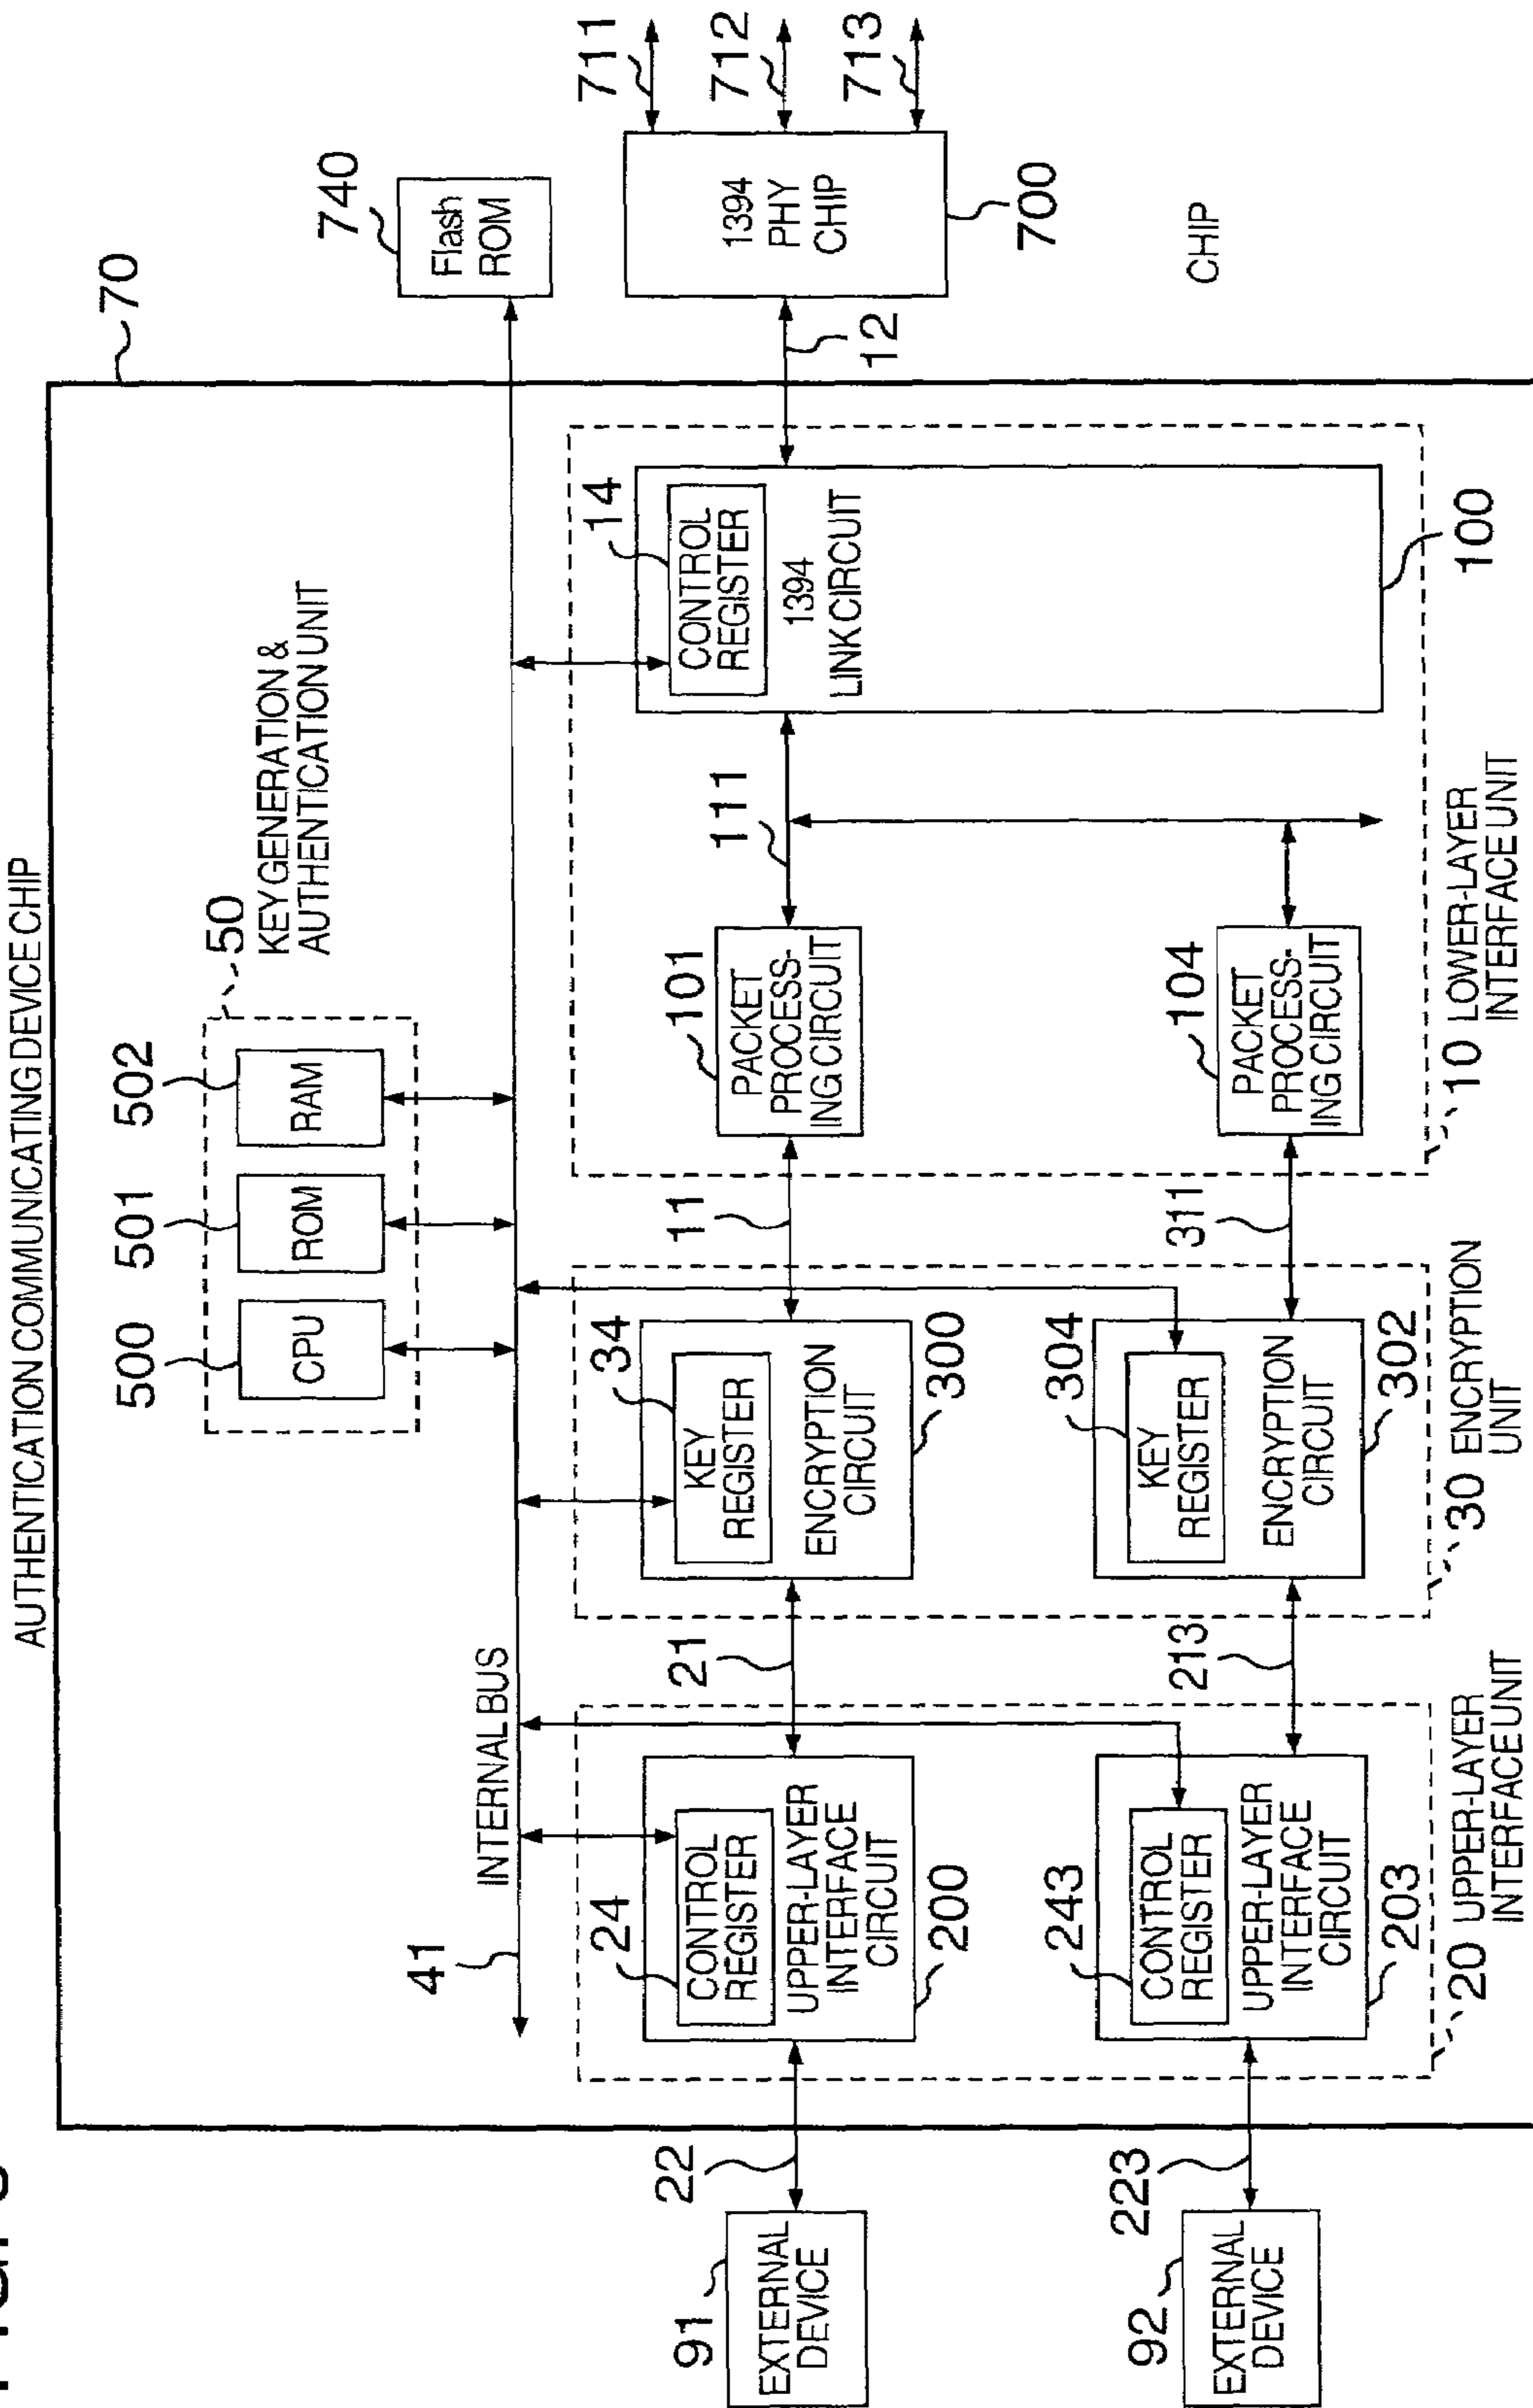 AUTHENTICATION COMMUNICATING DEVICE CHIP
70
50
KEY GENERATION &
AUTHENTICATION UNIT
500
501
502
CPU
ROM
RAM
740
Flash
ROM
41
INTERNAL BUS
91
EXTERNAL
DEVICE
22
24
CONTROL
REGISTER
UPPER-LAYER
INTERFACE
CIRCUIT
200
21
34
KEY
REGISTER
ENCRYPTION
CIRCUIT
300
11
101
PACKET
PROCESS-
ING CIRCUIT
111
14
CONTROL
REGISTER
1394
LINK CIRCUIT
100
12
1394
PHY
CHIP
700
711
712
713
92
EXTERNAL
DEVICE
223
243
CONTROL
REGISTER
UPPER-LAYER
INTERFACE
CIRCUIT
203
213
304
KEY
REGISTER
ENCRYPTION
CIRCUIT
302
311
104
PACKET
PROCESS-
ING CIRCUIT
CHIP
20 UPPER-LAYER
INTERFACE UNIT
30 ENCRYPTION
UNIT
10 LOWER-LAYER
INTERFACE UNIT